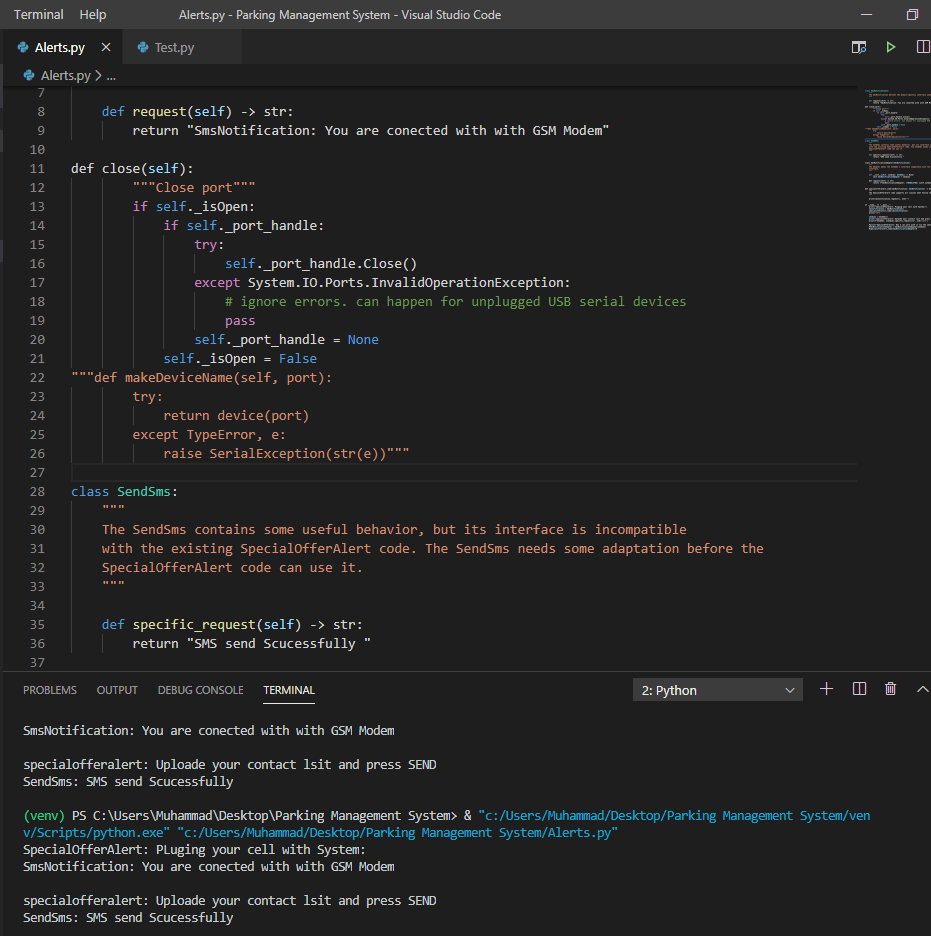 Terminal Help Alerts.py - Parking Management System - Visual Studio Code
Alerts.py Test.py
Alerts.py > ...
7
8 def request(self) -> str:
9 return "SmsNotification: You are conected with with GSM Modem"
10
11 def close(self):
12 """Close port"""
13 if self._isOpen:
14 if self._port_handle:
15 try:
16 self._port_handle.Close()
17 except System.IO.Ports.InvalidOperationException:
18 # ignore errors. can happen for unplugged USB serial devices
19 pass
20 self._port_handle = None
21 self._isOpen = False
22 """def makeDeviceName(self, port):
23 try:
24 return device(port)
25 except TypeError, e:
26 raise SerialException(str(e))"""
27
28 class SendSms:
29 """
30 The SendSms contains some useful behavior, but its interface is incompatible
31 with the existing SpecialOfferAlert code. The SendSms needs some adaptation before the
32 SpecialOfferAlert code can use it.
33 """
34
35 def specific_request(self) -> str:
36 return "SMS send Scucessfully "
37
PROBLEMS OUTPUT DEBUG CONSOLE TERMINAL 2: Python
SmsNotification: You are conected with with GSM Modem
specialofferalert: Uploade your contact lsit and press SEND
SendSms: SMS send Scucessfully
(venv) PS C:\Users\Muhammad\Desktop\Parking Management System> & "c:/Users/Muhammad/Desktop/Parking Management System/ven
v/Scripts/python.exe" "c:/Users/Muhammad/Desktop/Parking Management System/Alerts.py"
SpecialOfferAlert: PLuging your cell with System:
SmsNotification: You are conected with with GSM Modem
specialofferalert: Uploade your contact lsit and press SEND
SendSms: SMS send Scucessfully